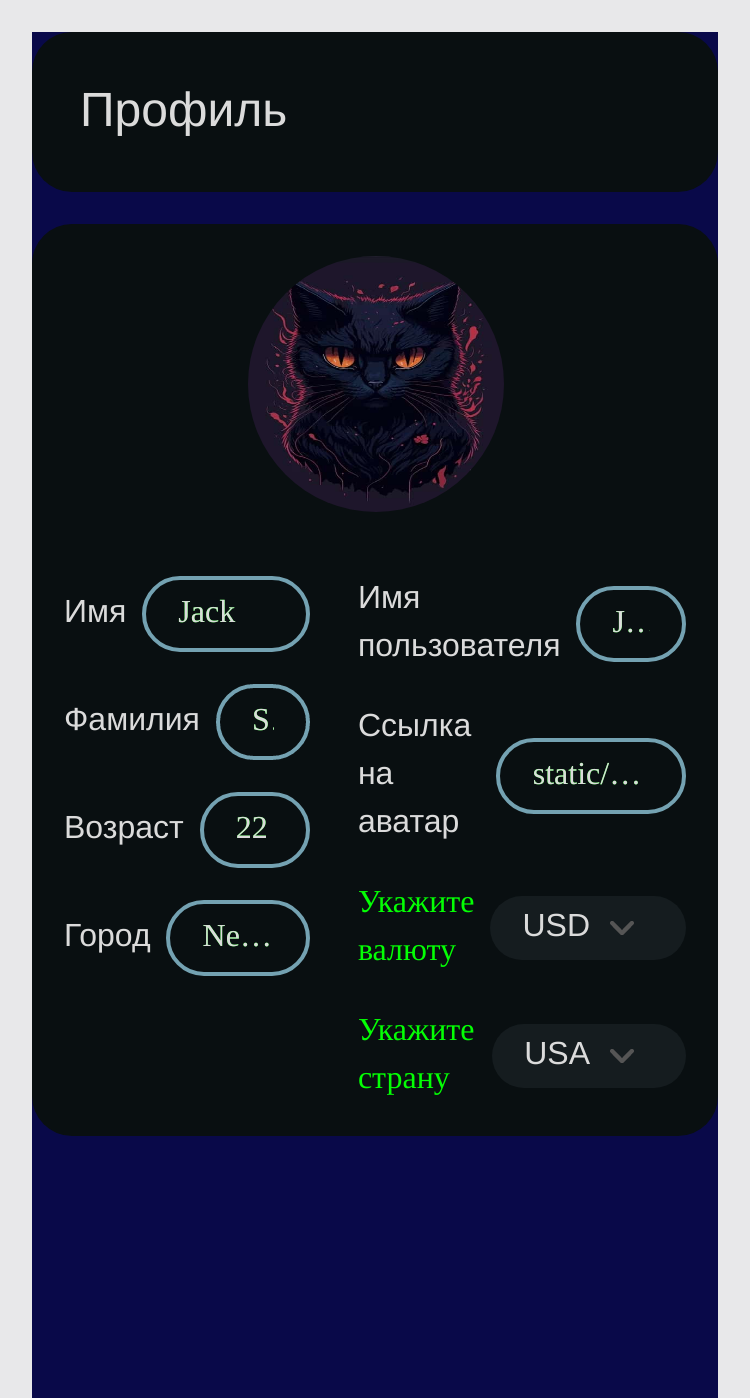 Профиль
Имя
Jack
Фамилия
S.
Возраст
22
Город
Ne…
Имя
пользователя
J…
Ссылка
на
аватар
static/…
Укажите
валюту
USD
Укажите
страну
USA